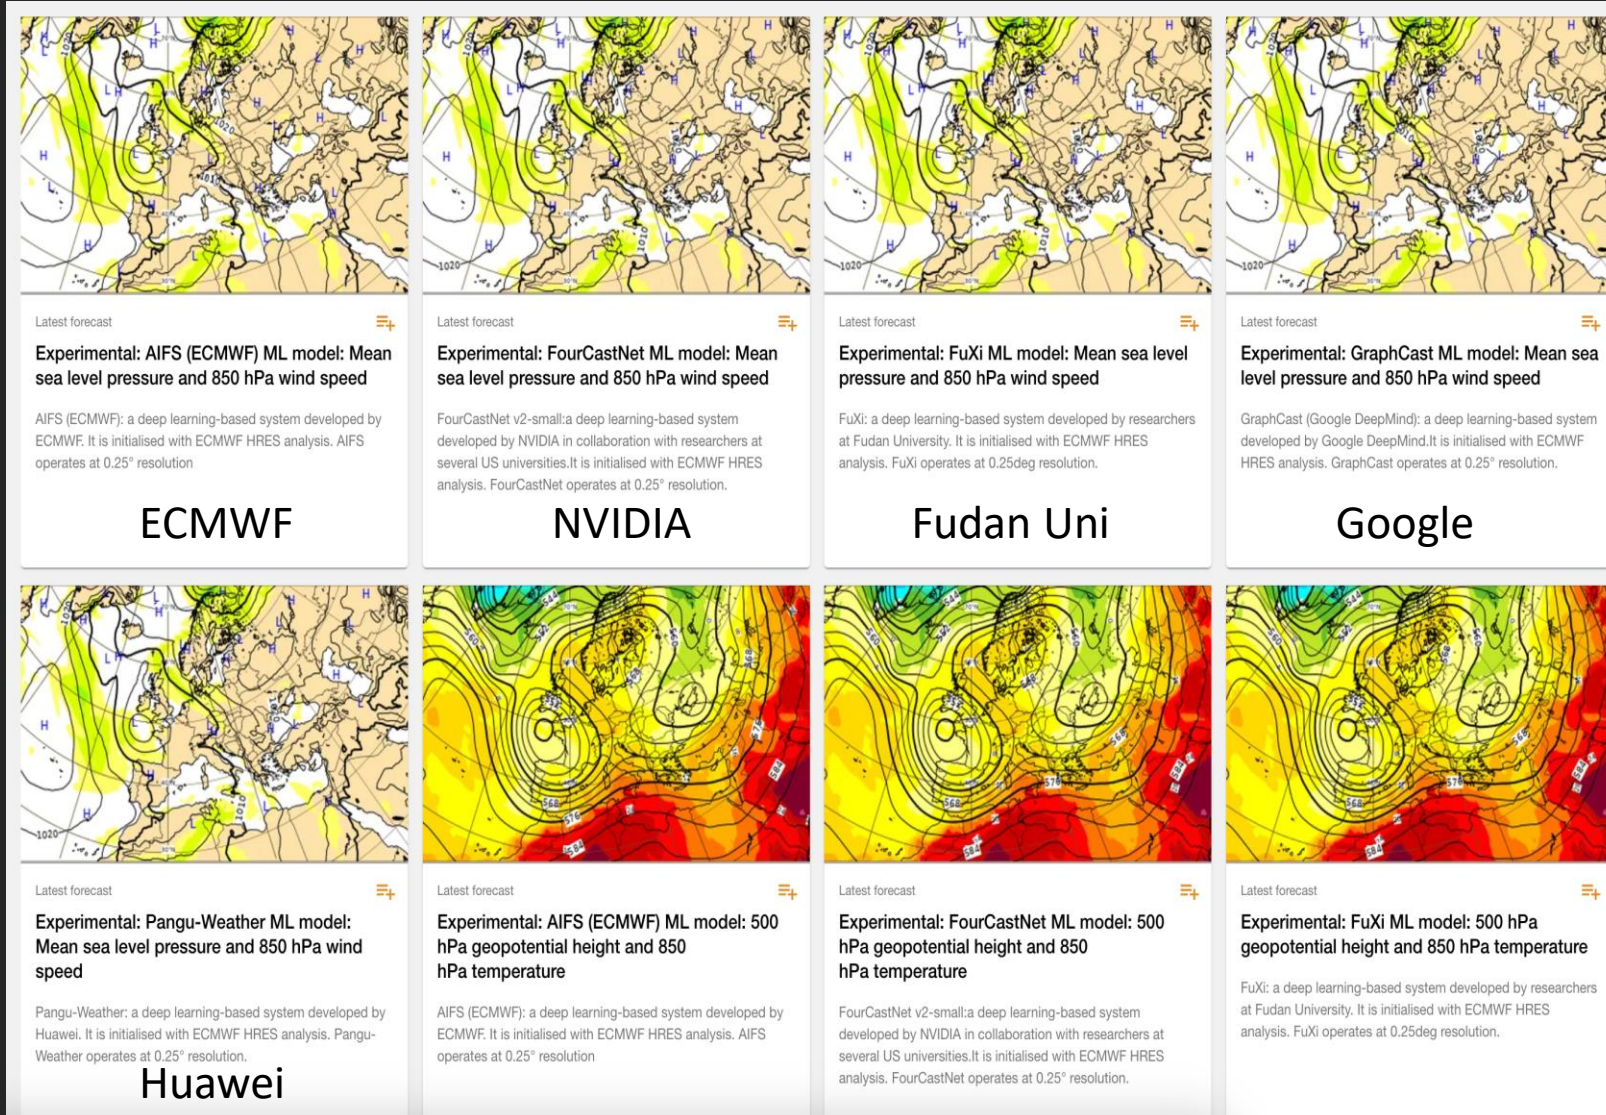 Latest forecast
Experimental: AIFS (ECMWF) ML model: Mean
sea level pressure and 850 hPa wind speed
AIFS (ECMWF): a deep learning-based system developed by
ECMWF. It is initialised with ECMWF HRES analysis. AIFS
operates at 0.25° resolution
ECMWF
Latest forecast
Experimental: FourCastNet ML model: Mean
sea level pressure and 850 hPa wind speed
FourCastNet v2-small:a deep learning-based system
developed by NVIDIA in collaboration with researchers at
several US universities.It is initialised with ECMWF HRES
analysis. FourCastNet operates at 0.25° resolution.
NVIDIA
Latest forecast
Experimental: FuXi ML model: Mean sea level
pressure and 850 hPa wind speed
FuXi: a deep learning-based system developed by researchers
at Fudan University. It is initialised with ECMWF HRES
analysis. FuXi operates at 0.25deg resolution.
Fudan Uni
Latest forecast
Experimental: GraphCast ML model: Mean sea
level pressure and 850 hPa wind speed
GraphCast (Google DeepMind): a deep learning-based system
developed by Google DeepMind.It is initialised with ECMWF
HRES analysis. GraphCast operates at 0.25° resolution.
Google
Latest forecast
Experimental: Pangu-Weather ML model:
Mean sea level pressure and 850 hPa wind
speed
Pangu-Weather: a deep learning-based system developed by
Huawei. It is initialised with ECMWF HRES analysis. Pangu-
Weather operates at 0.25° resolution.
Huawei
Latest forecast
Experimental: AIFS (ECMWF) ML model: 500
hPa geopotential height and 850
hPa temperature
AIFS (ECMWF): a deep learning-based system developed by
ECMWF. It is initialised with ECMWF HRES analysis. AIFS
operates at 0.25° resolution
Latest forecast
Experimental: FourCastNet ML model: 500
hPa geopotential height and 850
hPa temperature
FourCastNet v2-small:a deep learning-based system
developed by NVIDIA in collaboration with researchers at
several US universities.It is initialised with ECMWF HRES
analysis. FourCastNet operates at 0.25° resolution.
Latest forecast
Experimental: FuXi ML model: 500 hPa
geopotential height and 850 hPa temperature
FuXi: a deep learning-based system developed by researchers
at Fudan University. It is initialised with ECMWF HRES
analysis. FuXi operates at 0.25deg resolution.